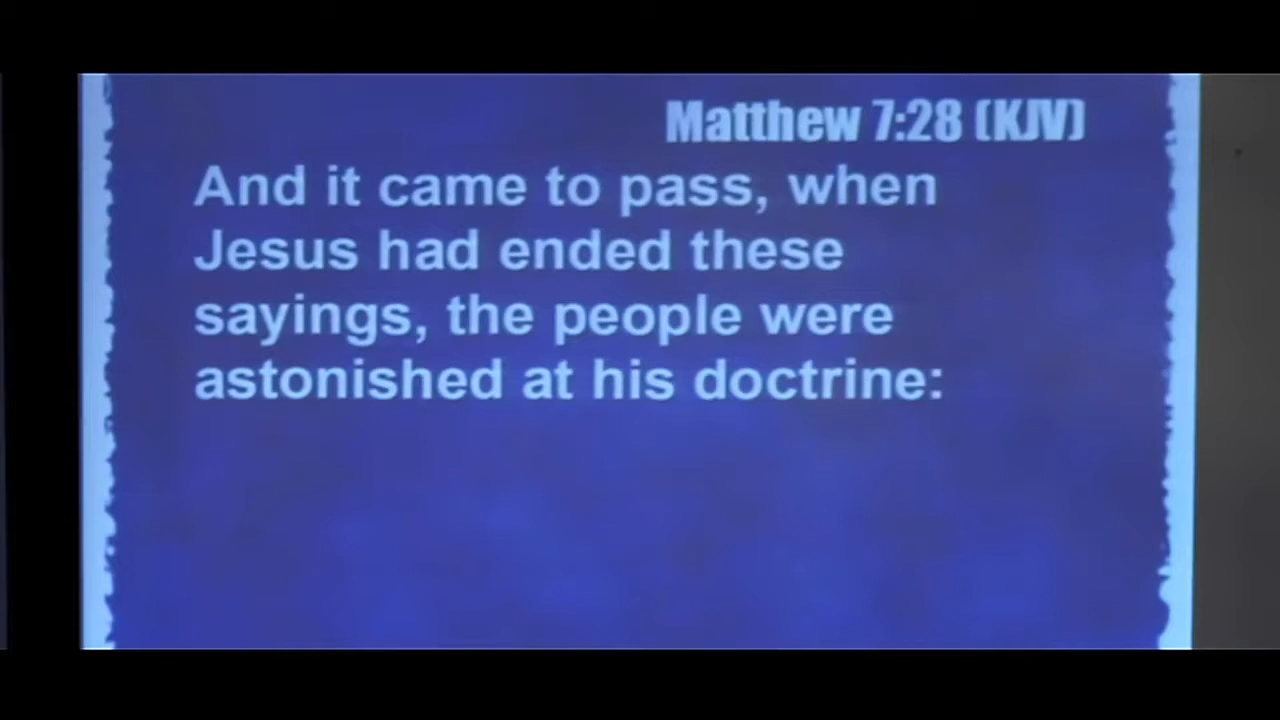 Matthew 7:28 (KJV)
And it came to pass, when
Jesus had ended these
sayings, the people were
astonished at his doctrine: